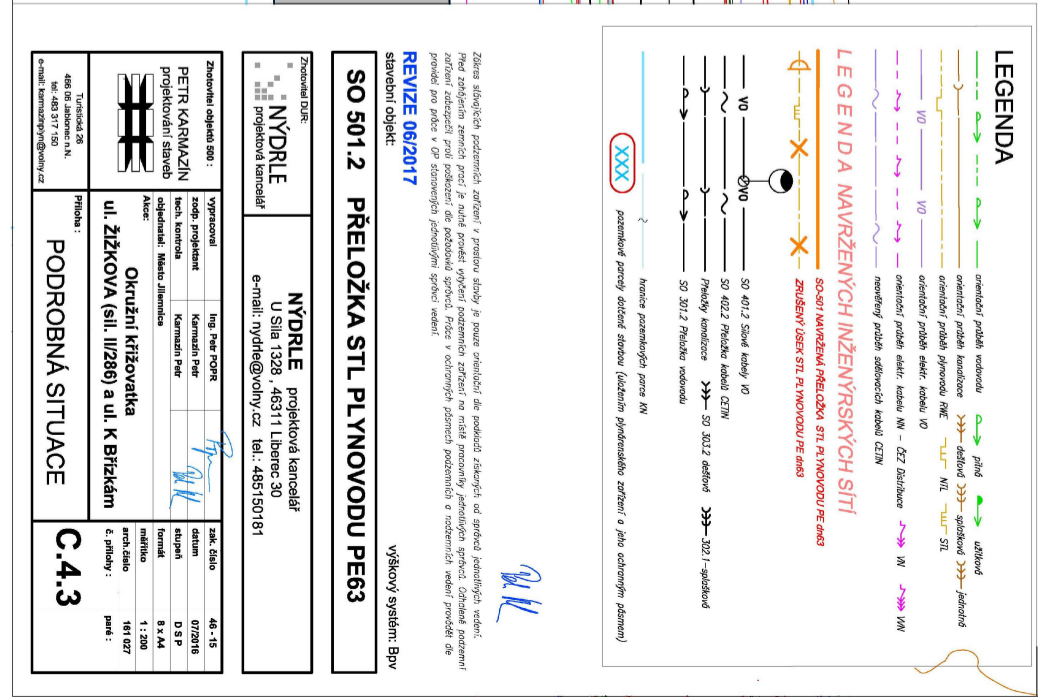 LEGENDA
orientační průběh vodovodu pitná užitková
orientační průběh kanalizace dešťová splašková jednotná
orientační průběh plynovodu RWE NTL STL
VO VO orientační průběh elektr. kabelu VO
orientační průběh elektr. kabelu NN - ČEZ Distribuce VN VVN
neověřený průběh sdělovacích kabelů CETIN
LEGENDA NAVRŽENÝCH INŽENÝRSKÝCH SÍTÍ
SO-501 NAVRŽENÁ PŘELOŽKA STL PLYNOVODU PE dn63
ZRUŠENÝ ÚSEK STL PLYNOVODU PE dn63
VO VO SO 401.2 Silové kabely VO
SO 402.2 Přeložka kabelů CETIN
Přeložky kanalizace SO 303.2 dešťová 302.1-splašková
SO 301.2 Přeložka vodovodu
hranice pozemkových parce KN
XXX pozemkové parcely dotčené stavbou (uložením plynárenského zařízení a jeho ochranným pásmem)
Zákres stávajících podzemních zařízení v prostoru stavby je pouze orientační dle podkladů získaných od správců jednotlivých vedení.
Před zahájením zemních prací je nutné provést vytyčení podzemních zařízení na místě pracovníky jednotlivých správců. Odhalené podzemní
zařízení zabezpečit proti poškození dle požadavků správců. Práce v ochranných pásmech podzemních a nadzemních vedení provádět dle
pravidel pro práce v OP stanovených jednotlivými správci vedení.
REVIZE 06/2017
stavební objekt: výškový systém: Bpv
SO 501.2 PŘELOŽKA STL PLYNOVODU PE63
Zhotovitel DUR:
NÝDRLE
projektová kancelář
NÝDRLE projektová kancelář
U Sila 1328 , 46311 Liberec 30
e-mail: nydrle@volny.cz tel.: 485150181
Zhotovitel objektů 500 :
PETR KARMAZÍN
projektování staveb
Turistická 26
466 06 Jablonec n.N.
tel: 483 317 150
e-mail: karmazinplyn@volny.cz
vypracoval Ing. Petr POPR
zodp. projektant Karmazín Petr
tech. kontrola Karmazín Petr
objednatel: Město Jilemnice
Akce:
Okružní křižovatka
ul. ŽIŽKOVA (sil. II/286) a ul. K Břízkám
Příloha :
PODROBNÁ SITUACE
zak. číslo 46 - 15
datum 07/2016
stupeň D S P
formát 8 x A4
měřítko 1 : 200
arch.číslo 161 027
č. přílohy : paré :
C.4.3